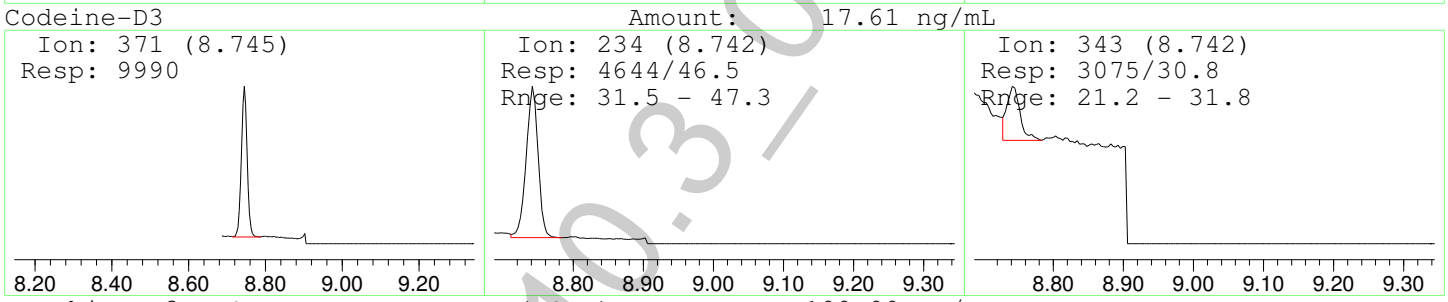 Codeine-D3 Amount: 17.61 ng/mL
Ion: 371 (8.745)
Resp: 9990
Ion: 234 (8.742)
Resp: 4644/46.5
Rnge: 31.5 - 47.3
Ion: 343 (8.742)
Resp: 3075/30.8
Rnge: 21.2 - 31.8
8.20 8.40 8.60 8.80 9.00 9.20
8.80 8.90 9.00 9.10 9.20 9.30
8.80 8.90 9.00 9.10 9.20 9.30